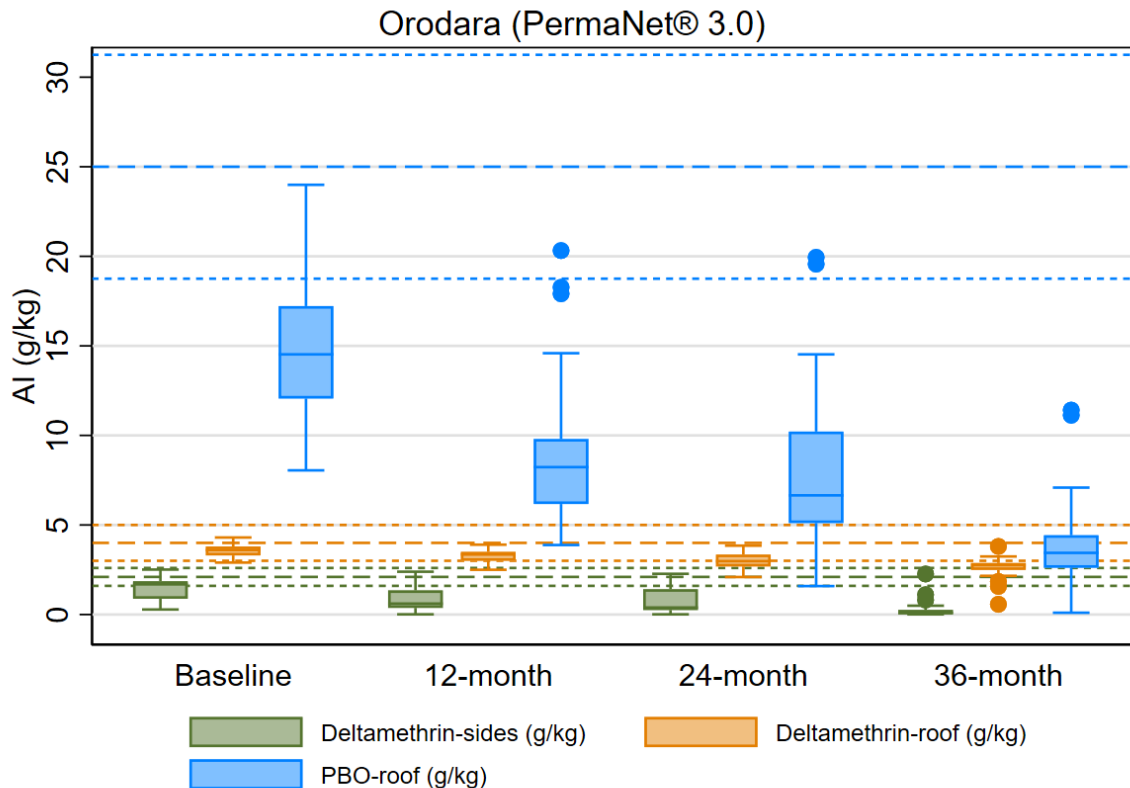 Orodara (PermaNet® 3.0)
AI (g/kg)
30
25
20
15
10
5
0
Baseline 12-month 24-month 36-month
Deltamethrin-sides (g/kg) Deltamethrin-roof (g/kg)
PBO-roof (g/kg)